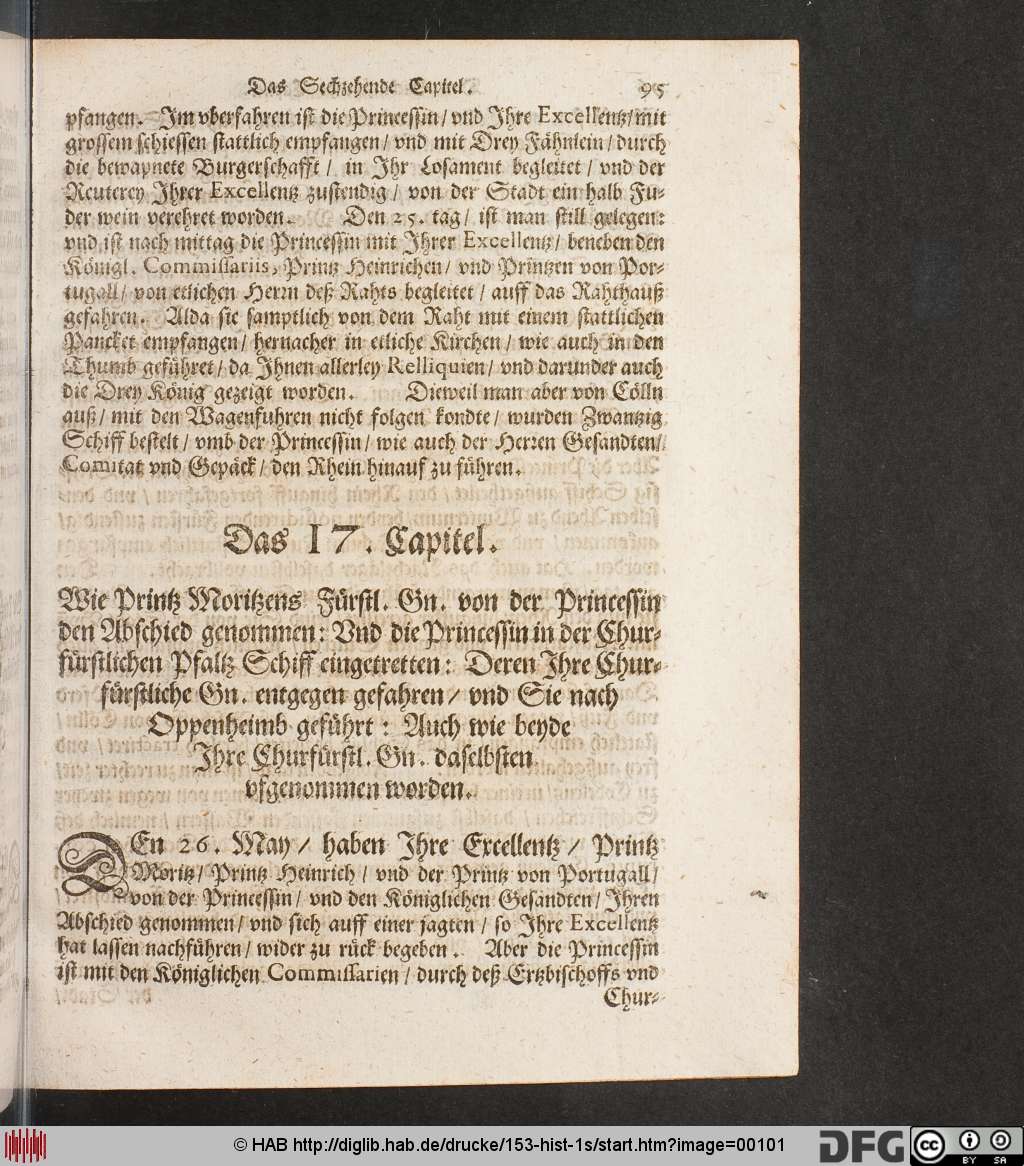 Das Sechzehende Capitel. 95
pfangen. Im vberfahren ist die Princessin/ vnd Ihre Excellentz/ mit
grossem schiessen stattlich empfangen/ vnd mit Drey Fähnlein/ durch
die bewapnete Burgerschafft/ in Ihr Losament begleitet/ vnd der
Reuterey Ihrer Excellentz zustendig/ von der Stadt ein halb Fu-
der wein verehret worden. Den 25. tag/ ist man still gelegen:
vnd ist nach mittag die Princessin mit Ihrer Excellentz/ beneben den
Königl. Commissariis, Printz Heinrichen/ vnd Printzen von Por-
tugall/ von etlichen Herrn deß Rahts begleitet/ auff das Rahthauß
gefahren. Alda sie samptlich von dem Raht mit einem stattlichen
Pancket empfangen/ hernacher in etliche Kirchen/ wie auch in den
Thumb geführet/ da Ihnen allerley Relliquien/ vnd darunder auch
die Drey König gezeigt worden. Dieweil man aber von Cölln
auß/ mit den Wagenfuhren nicht folgen kondte/ wurden Zwantzig
Schiff bestelt/ vmb der Princessin/ wie auch der Herren Gesandten/
Comitat vnd Gepäck/ den Rhein hinauf zu führen.
Das 17. Capitel.
Wie Printz Moritzens Fürstl. Gn. von der Princessin
den Abschied genommen: Vnd die Princessin in der Chur-
fürstlichen Pfaltz Schiff eingetretten: Deren Ihre Chur-
fürstliche Gn. entgegen gefahren/ vnd Sie nach
Oppenheimb geführt: Auch wie beyde
Ihre Churfürstl. Gn. daselbsten
vfgenommen worden.
DEn 26. May/ haben Ihre Excellentz/ Printz
Moritz/ Printz Heinrich/ vnd der Printz von Portugall/
von der Princessin/ vnd den Königlichen Gesandten/ Ihren
Abschied genommen/ vnd sich auff einer jagten/ so Ihre Excellentz
hat lassen nachführen/ wider zu rück begeben. Aber die Princessin
ist mit den Königlichen Commissarien/ durch deß Ertzbischoffs vnd
Chur-
© HAB http://diglib.hab.de/drucke/153-hist-1s/start.htm?image=00101
DFG
cc BY SA